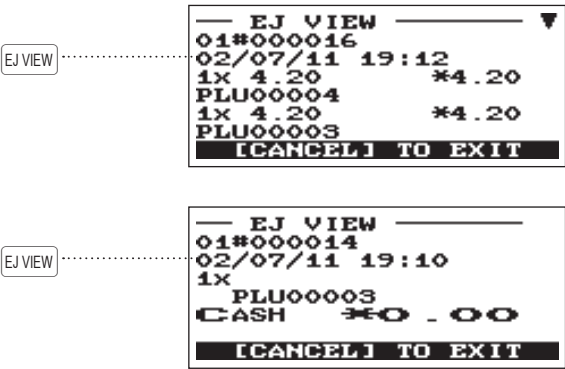 — EJ VIEW ——— ▼
01#000016
EJ VIEW
02/07/11 19:12
1x 4.20 *4.20
PLU00004
1x 4.20 *4.20
PLU00003
[CANCEL] TO EXIT
— EJ VIEW ———
01#000014
EJ VIEW
02/07/11 19:10
1x
PLU00003
CASH *0.00
[CANCEL] TO EXIT